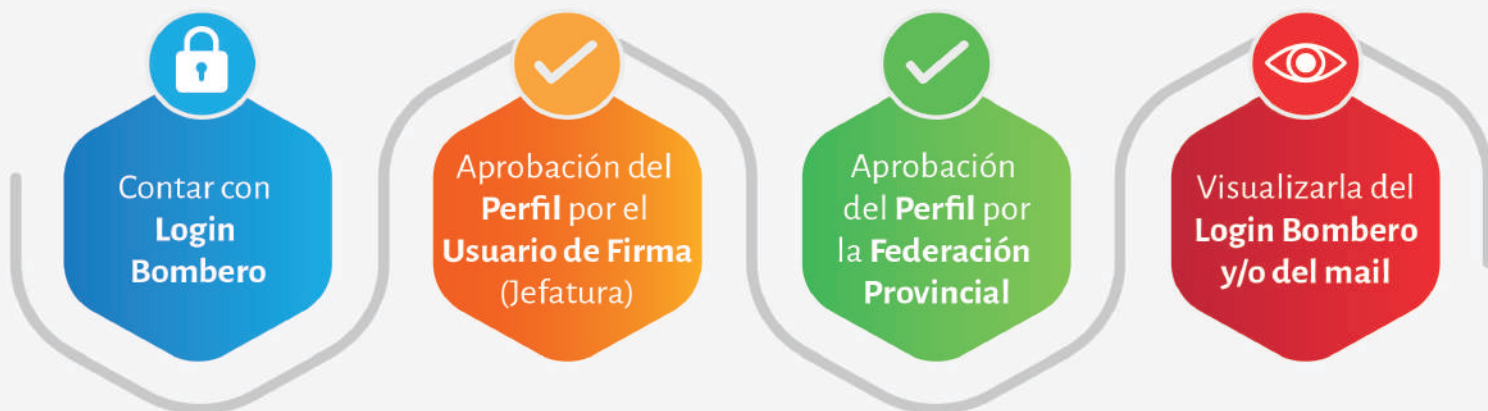 Contar con
Login
Bombero
Aprobación del
Perfil por el
Usuario de Firma
(Jefatura)
Aprobación
del Perfil por
la Federación
Provincial
Visualizarla del
Login Bombero
y/o del mail